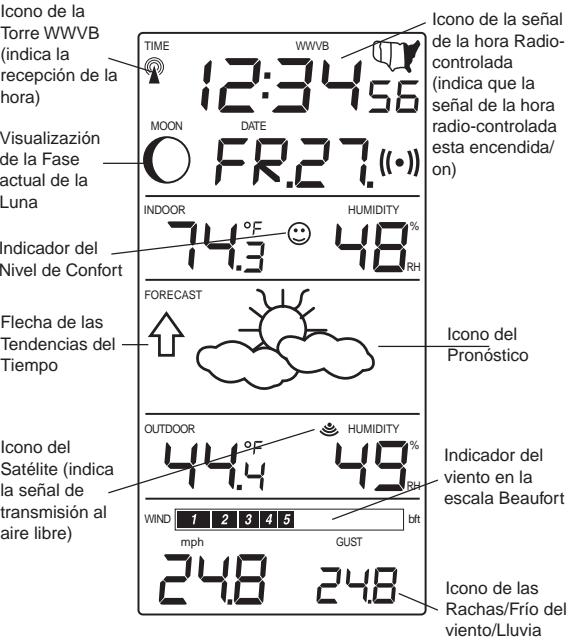 Icono de la
Torre WWVB
(indica la
recepción de la
hora)
Visualizazión
de la Fase
actual de la
Luna
Indicador del
Nivel de Confort
Flecha de las
Tendencias del
Tiempo
Icono del
Satélite (indica
la señal de
transmisión al
aire libre)
TIME WWVB
12:34 56
MOON DATE
FR.27.
INDOOR HUMIDITY
74.3 °F 48 %
RH
FORECAST
OUTDOOR HUMIDITY
44.4 °F 49 %
RH
WIND 1 2 3 4 5 bft
mph GUST
24.8 24.8
Icono de la señal
de la hora Radio-
controlada
(indica que la
señal de la hora
radio-controlada
esta encendida/
on)
Icono del
Pronóstico
Indicador del
viento en la
escala Beaufort
Icono de las
Rachas/Frío del
viento/Lluvia